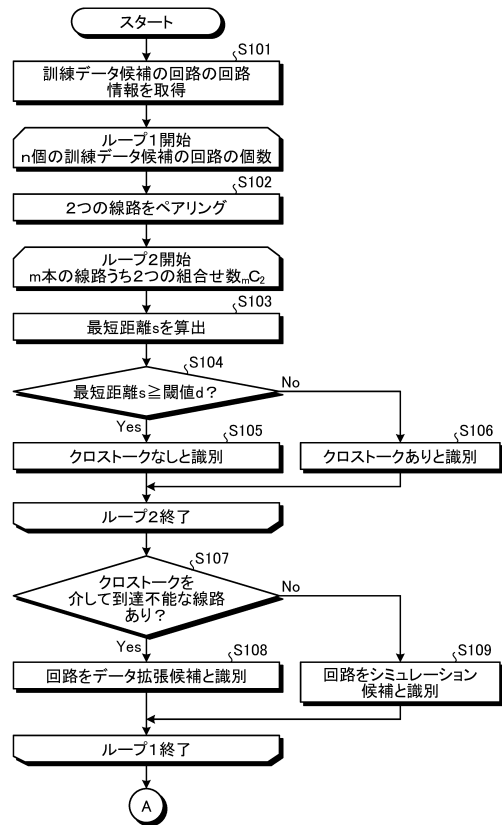 スタート
S101
訓練データ候補の回路の回路
情報を取得
ループ1開始
n個の訓練データ候補の回路の個数
S102
2つの線路をペアリング
ループ2開始
m本の線路うち2つの組合せ数mC2
S103
最短距離sを算出
S104
最短距離s≧閾値d?
No
Yes
S105
クロストークなしと識別
S106
クロストークありと識別
ループ2終了
S107
クロストークを
介して到達不能な線路
あり?
No
Yes
S108
回路をデータ拡張候補と識別
S109
回路をシミュレーション
候補と識別
ループ1終了
A